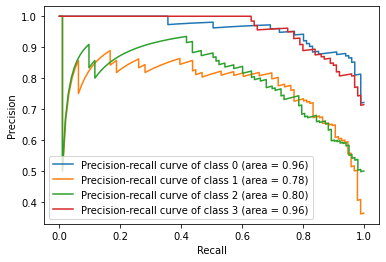 1.0
0.9
0.8
0.7
0.6
0.5
0.4
Precision
Precision-recall curve of class 0 (area = 0.96)
Precision-recall curve of class 1 (area = 0.78)
Precision-recall curve of class 2 (area = 0.80)
Precision-recall curve of class 3 (area = 0.96)
0.0 0.2 0.4 0.6 0.8 1.0
Recall